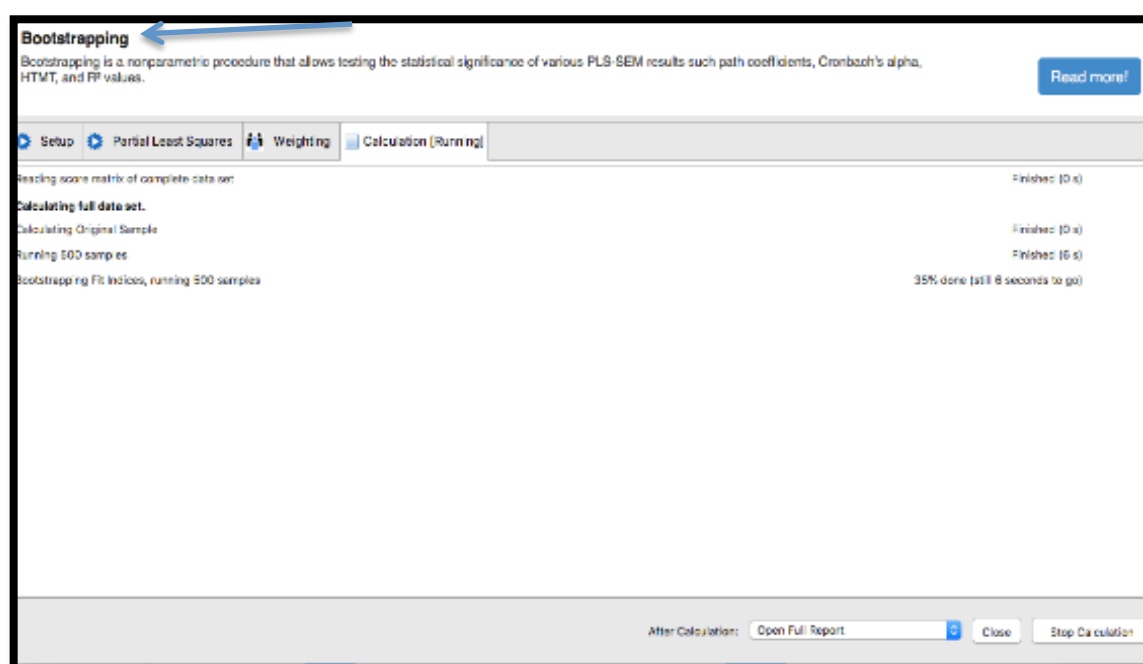 Bootstrapping
Bootstrapping is a nonparametric procedure that allows testing the statistical significance of various PLS-SEM results such path coefficients, Cronbach's alpha,
HTMT, and R² values.
Read more!
Setup Partial Least Squares Weighting Calculation [Running]
Reading score matrix of complete data set Finished (0 s)
Calculating full data set.
Calculating Original Sample Finished (0 s)
Running 500 samples Finished (6 s)
Bootstrapping Fit Indices, running 500 samples 35% done (still 6 seconds to go)
After Calculation: Open Full Report Close Stop Calculation